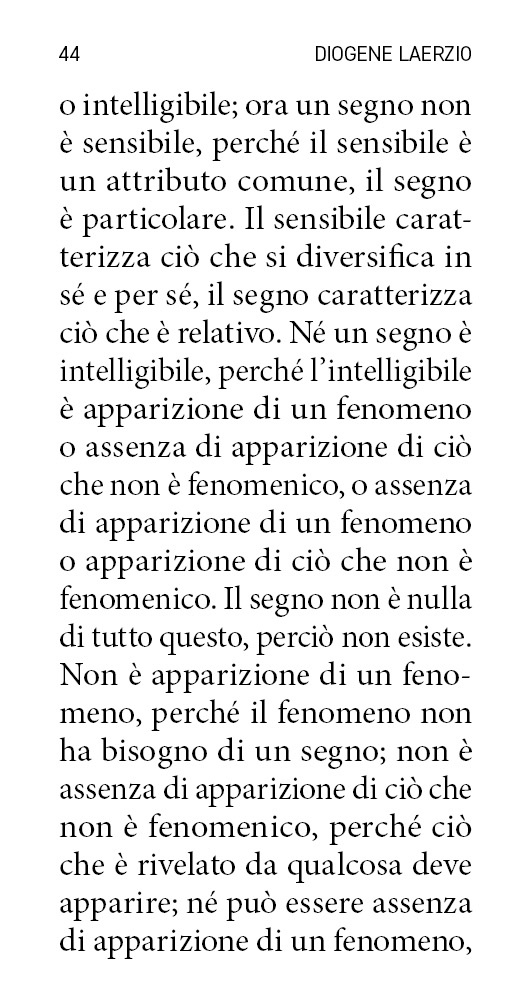 44 DIOGENE LAERZIO
o intelligibile; ora un segno non
è sensibile, perché il sensibile è
un attributo comune, il segno
è particolare. Il sensibile carat-
terizza ciò che si diversifica in
sé e per sé, il segno caratterizza
ciò che è relativo. Né un segno è
intelligibile, perché l’intelligibile
è apparizione di un fenomeno
o assenza di apparizione di ciò
che non è fenomenico, o assenza
di apparizione di un fenomeno
o apparizione di ciò che non è
fenomenico. Il segno non è nulla
di tutto questo, perciò non esiste.
Non è apparizione di un feno-
meno, perché il fenomeno non
ha bisogno di un segno; non è
assenza di apparizione di ciò che
non è fenomenico, perché ciò
che è rivelato da qualcosa deve
apparire; né può essere assenza
di apparizione di un fenomeno,